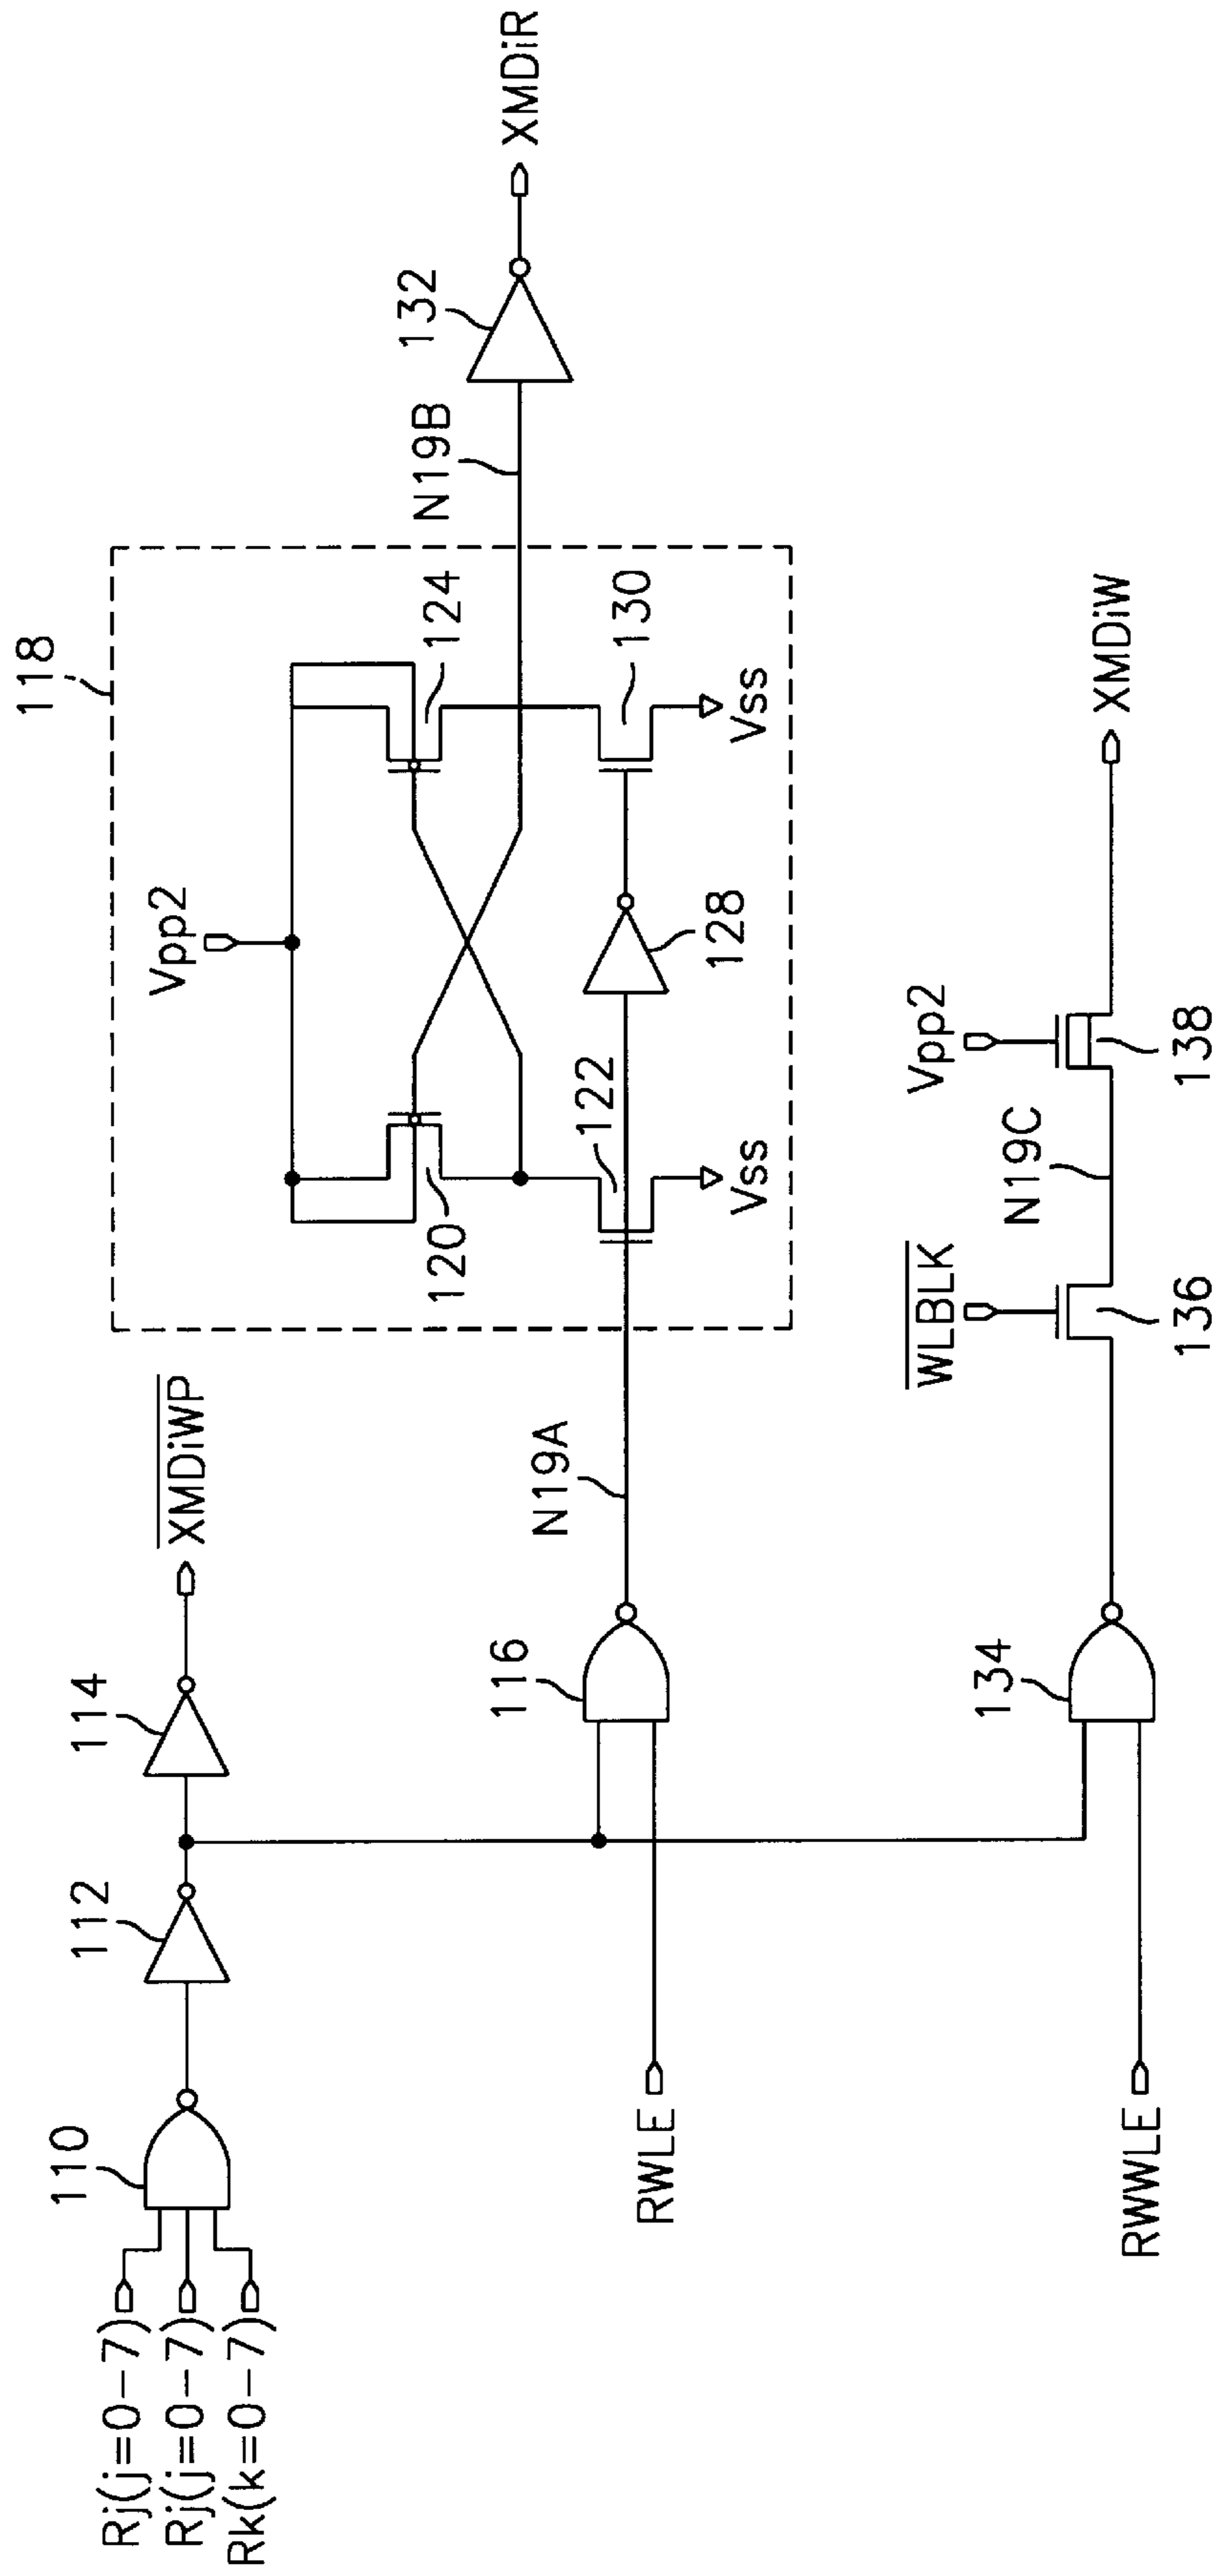 Rj(j=0-7)
Rj(j=0-7)
Rk(k=0-7)
110
112
114
XMDiWP
RWLE
116
N19A
118
Vpp2
120
122
124
128
130
Vss
Vss
N19B
132
XMDiR
RWWLE
134
WLBLK
136
N19C
Vpp2
138
XMDiW